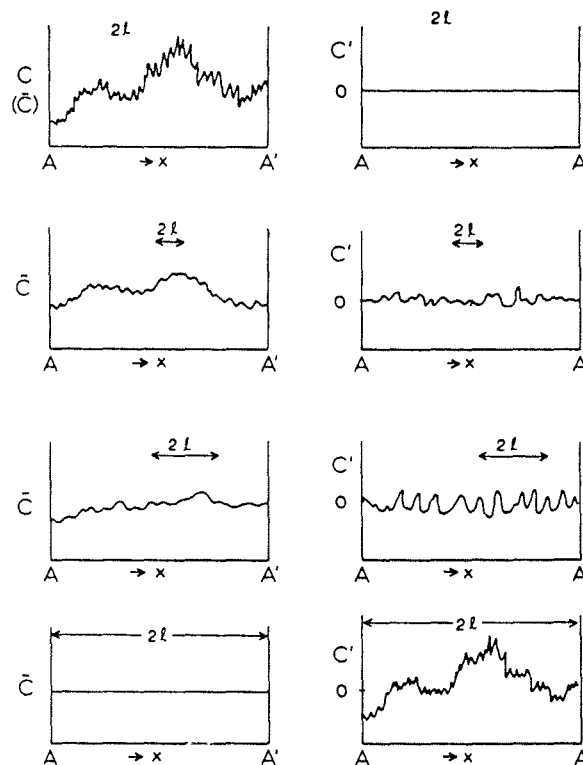 2ℓ
C
(C̄)
A → x A'
2ℓ
C'
0
A → x A
2ℓ
C̄
A → x A'
2ℓ
C'
0
A → x A
2ℓ
C̄
A → x A'
2ℓ
C'
0
A → x A
2ℓ
C̄
A → x A'
2ℓ
C'
0
A → x A